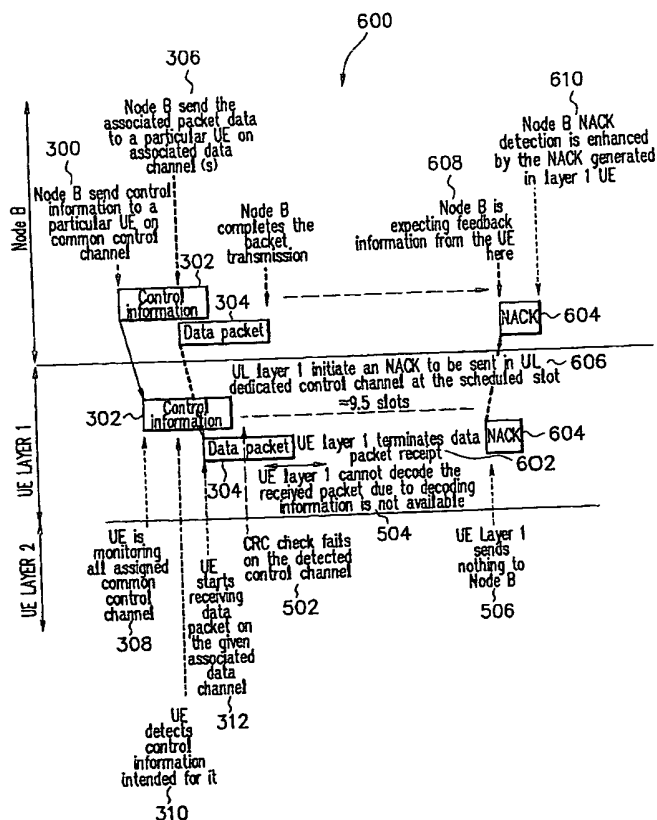 600
306
Node B send the
associated packet data
to a particular UE on
associated data
channel (s)
610
Node B NACK
detection is enhanced
by the NACK generated
in layer 1 UE
300
Node B send control
information to a
particular UE on common
control channel
Node B
completes the
packet
transmission
608
Node B is
expecting feedback
information from the UE
here
Node B
302
Control
information
304
Data packet
NACK
604
UL layer 1 initiate an NACK to be sent in UL
dedicated control channel at the scheduled slot
606
≈9.5 slots
UE LAYER 1
302
Control
information
Data packet
304
UE layer 1 terminates data
packet receipt
602
NACK
604
UE layer 1 cannot decode the
received packet due to decoding
information is not available
504
UE LAYER 2
UE is
monitoring
all assigned
common
control
channel
308
UE
starts
receiving
data
packet on
the given
associated
data
channel
312
CRC check fails
on the detected
control channel
502
UE Layer 1
sends
nothing to
Node B
506
UE
detects
control
information
intended for it
310